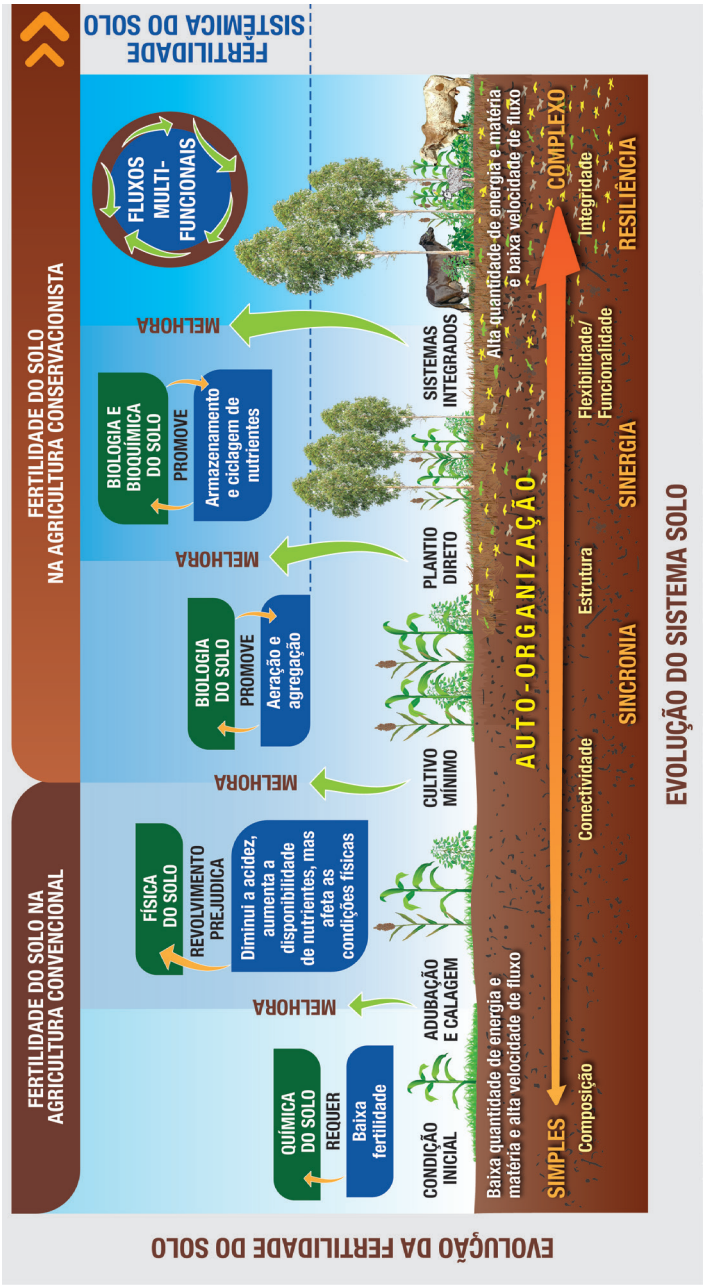 FERTILIDADE DO SOLO NA
AGRICULTURA CONVENCIONAL
FERTILIDADE DO SOLO
NA AGRICULTURA CONSERVACIONISTA
FERTILIDADE
SISTÊMICA DO SOLO
EVOLUÇÃO DA FERTILIDADE DO SOLO
QUÍMICA
DO SOLO
REQUER
Baixa
fertilidade
CONDIÇÃO
INICIAL
MELHORA
ADUBAÇÃO
E CALAGEM
FÍSICA
DO SOLO
REVOLVIMENTO
PREJUDICA
Diminui a acidez,
aumenta a
disponibilidade
de nutrientes, mas
afeta as
condições físicas
MELHORA
CULTIVO
MÍNIMO
BIOLOGIA
DO SOLO
PROMOVE
Aeração e
agregação
MELHORA
PLANTIO
DIRETO
BIOLOGIA E
BIOQUÍMICA
DO SOLO
PROMOVE
Armazenamento
e ciclagem de
nutrientes
MELHORA
SISTEMAS
INTEGRADOS
FLUXOS
MULTI-
FUNCIONAIS
Baixa quantidade de energia e
matéria e alta velocidade de fluxo
AUTO-ORGANIZAÇÃO
Alta quantidade de energia e matéria
e baixa velocidade de fluxo
SIMPLES
COMPLEXO
Composição
Conectividade
Estrutura
Flexibilidade/
Funcionalidade
Integridade
SINCRONIA
SINERGIA
RESILIÊNCIA
EVOLUÇÃO DO SISTEMA SOLO